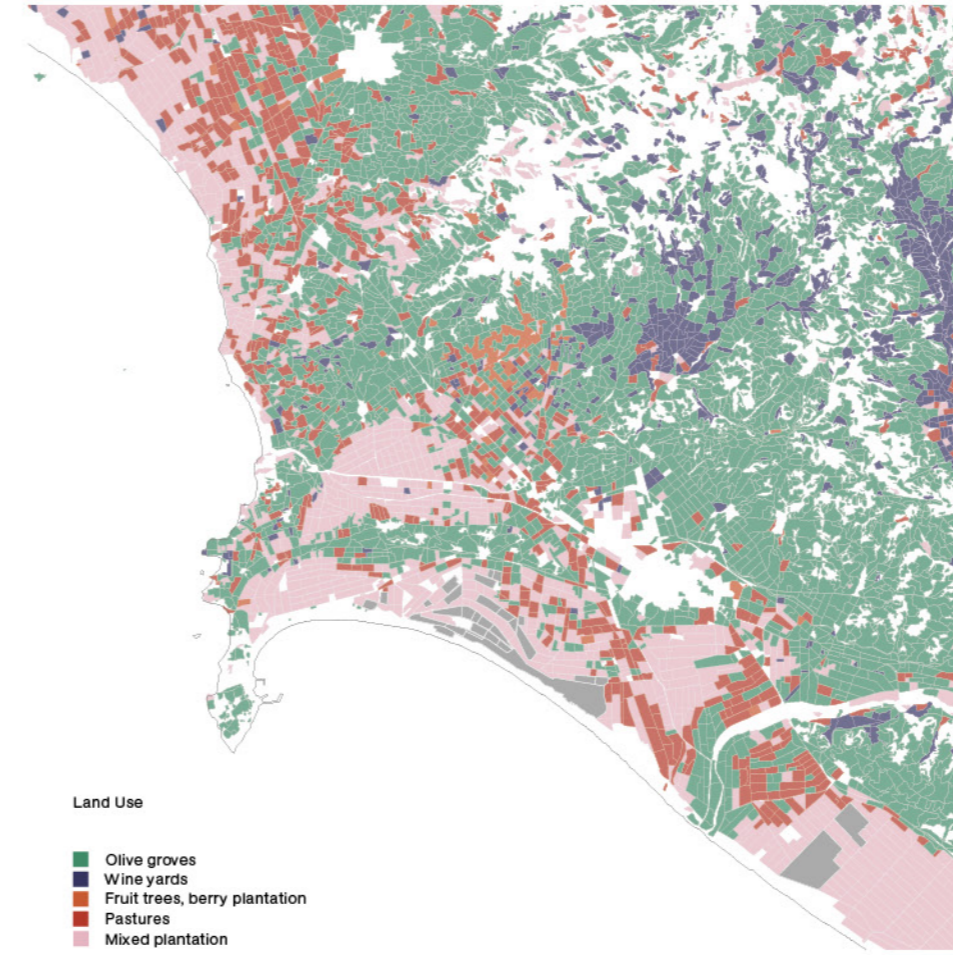 Land Use
Olive groves
Wine yards
Fruit trees, berry plantation
Pastures
Mixed plantation